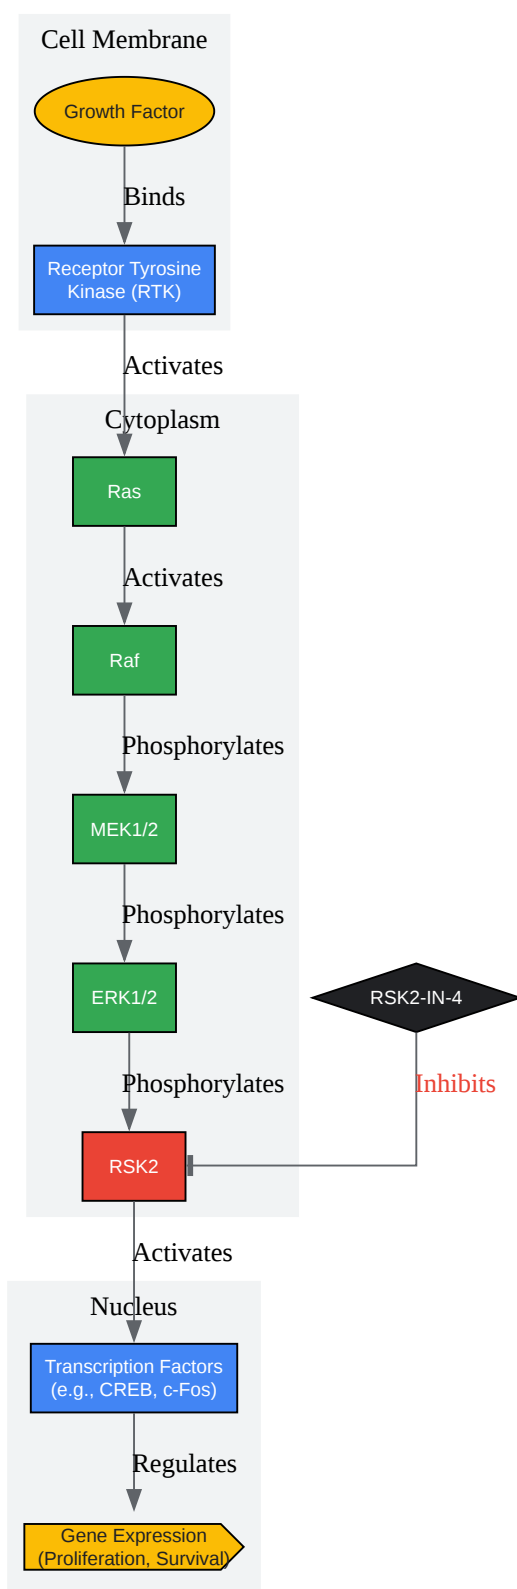 Cell Membrane
Growth Factor
Binds
Receptor Tyrosine
Kinase (RTK)
Activates
Cytoplasm
Ras
Activates
Raf
Phosphorylates
MEK1/2
Phosphorylates
ERK1/2
RSK2-IN-4
Phosphorylates
Inhibits
RSK2
Activates
Nucleus
Transcription Factors
(e.g., CREB, c-Fos)
Regulates
Gene Expression
(Proliferation, Survival)